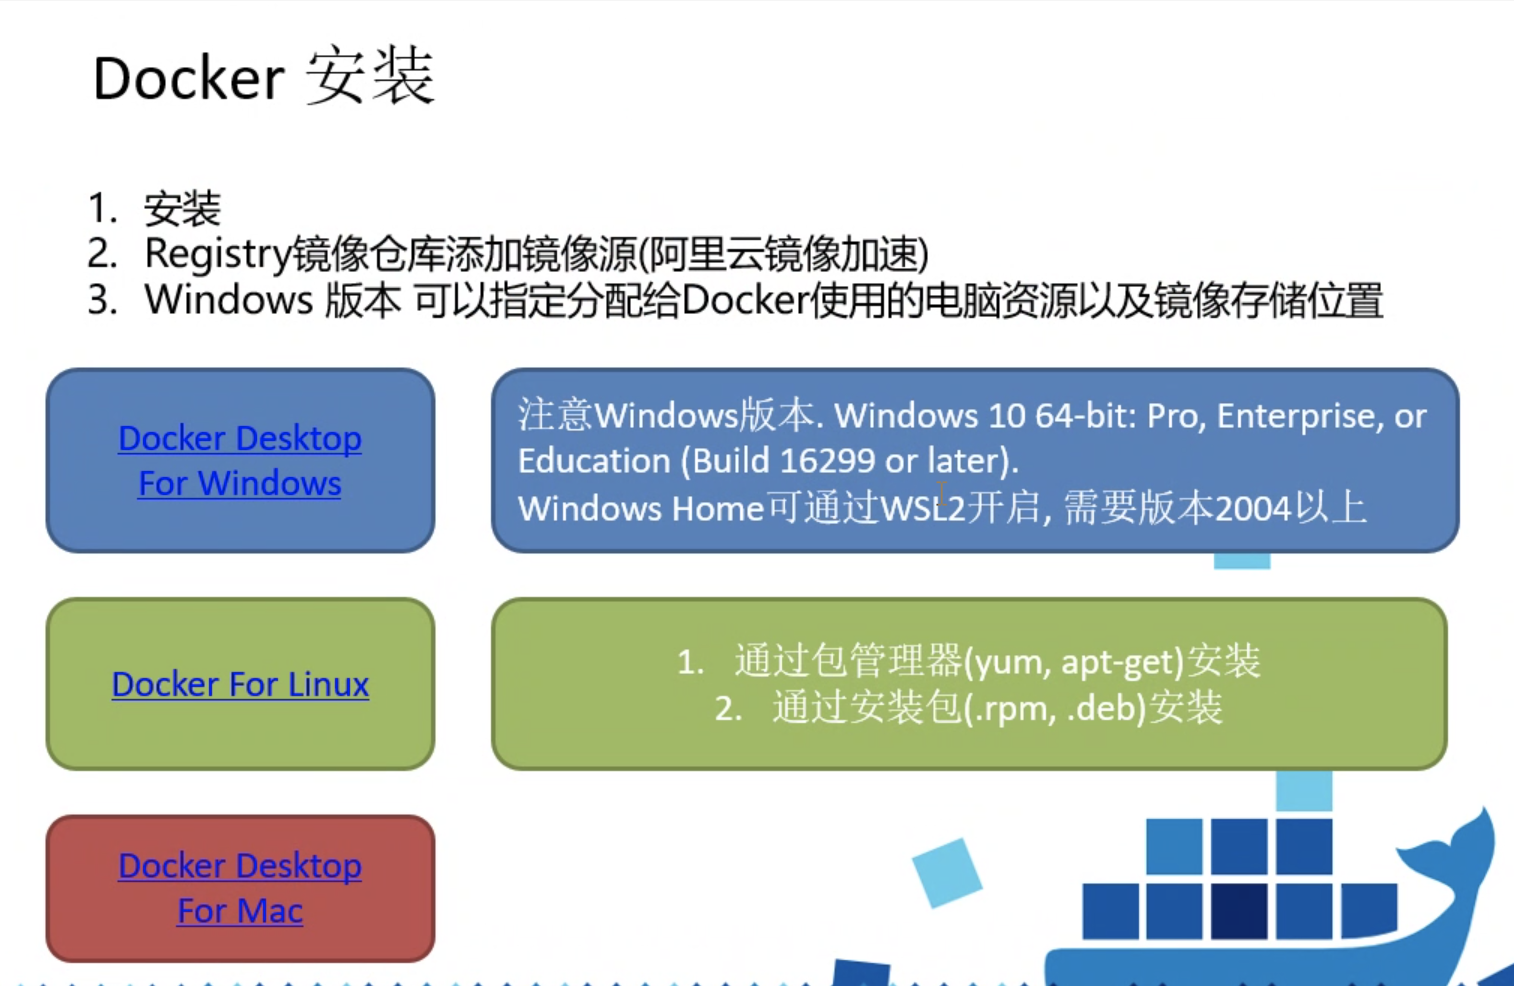 Docker 安装
1. 安装
2. Registry镜像仓库添加镜像源(阿里云镜像加速)
3. Windows 版本 可以指定分配给Docker使用的电脑资源以及镜像存储位置
Docker Desktop
For Windows
注意Windows版本. Windows 10 64-bit: Pro, Enterprise, or
Education (Build 16299 or later).
Windows Home可通过WSL2开启, 需要版本2004以上
Docker For Linux
1. 通过包管理器(yum, apt-get)安装
2. 通过安装包(.rpm, .deb)安装
Docker Desktop
For Mac